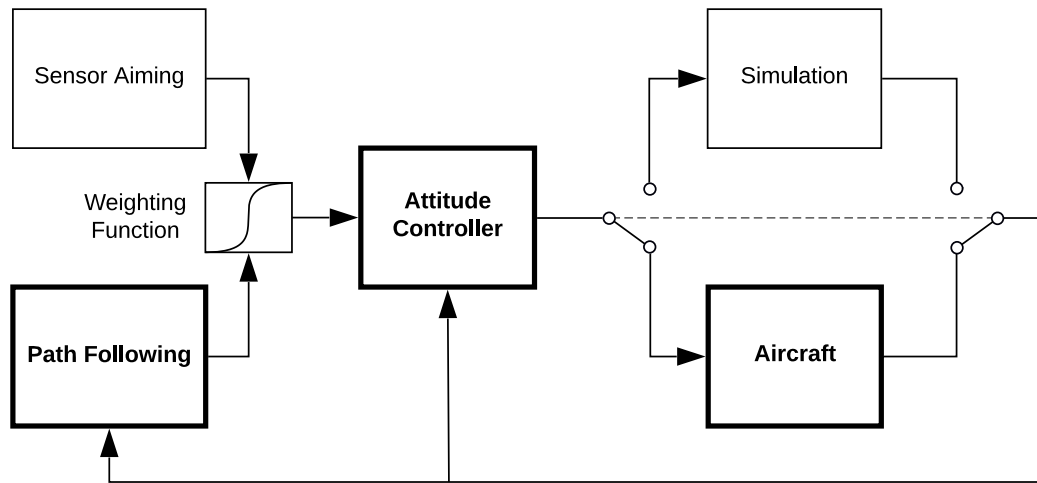 Sensor Aiming
Simulation
Weighting
Function
Attitude
Controller
Path Following
Aircraft